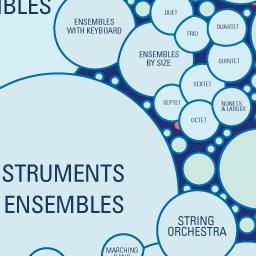 BLES
ENSEMBLES
WITH KEYBOARD
DUET
TRIO
QUARTET
ENSEMBLES
BY SIZE
QUINTET
SEXTET
SEPTET
NONETS
& LARGER
OCTET
STRUMENTS
ENSEMBLES
STRING
ORCHESTRA
MARCHING
BAND